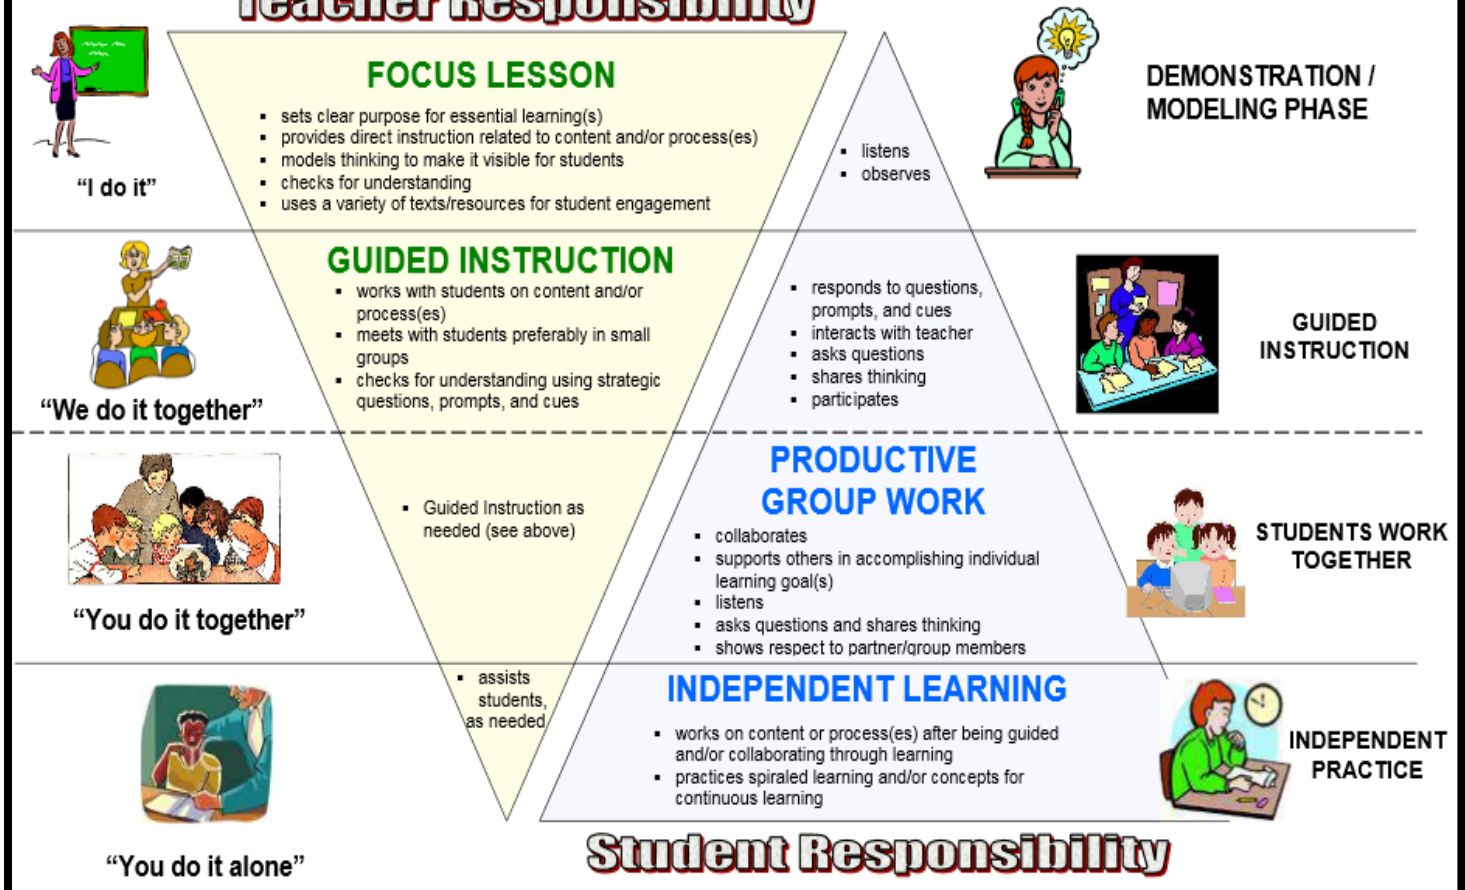 Teacher Responsibility
FOCUS LESSON
▪ sets clear purpose for essential learning(s)
▪ provides direct instruction related to content and/or process(es)
▪ models thinking to make it visible for students
▪ checks for understanding
▪ uses a variety of texts/resources for student engagement
“I do it”
▪ listens
▪ observes
DEMONSTRATION /
MODELING PHASE
GUIDED INSTRUCTION
▪ works with students on content and/or
process(es)
▪ meets with students preferably in small
groups
▪ checks for understanding using strategic
questions, prompts, and cues
“We do it together”
▪ responds to questions,
prompts, and cues
▪ interacts with teacher
▪ asks questions
▪ shares thinking
▪ participates
GUIDED
INSTRUCTION
▪ Guided Instruction as
needed (see above)
“You do it together”
PRODUCTIVE
GROUP WORK
▪ collaborates
▪ supports others in accomplishing individual
learning goal(s)
▪ listens
▪ asks questions and shares thinking
▪ shows respect to partner/group members
STUDENTS WORK
TOGETHER
▪ assists
students,
as needed
“You do it alone”
INDEPENDENT LEARNING
▪ works on content or process(es) after being guided
and/or collaborating through learning
▪ practices spiraled learning and/or concepts for
continuous learning
INDEPENDENT
PRACTICE
Student Responsibility